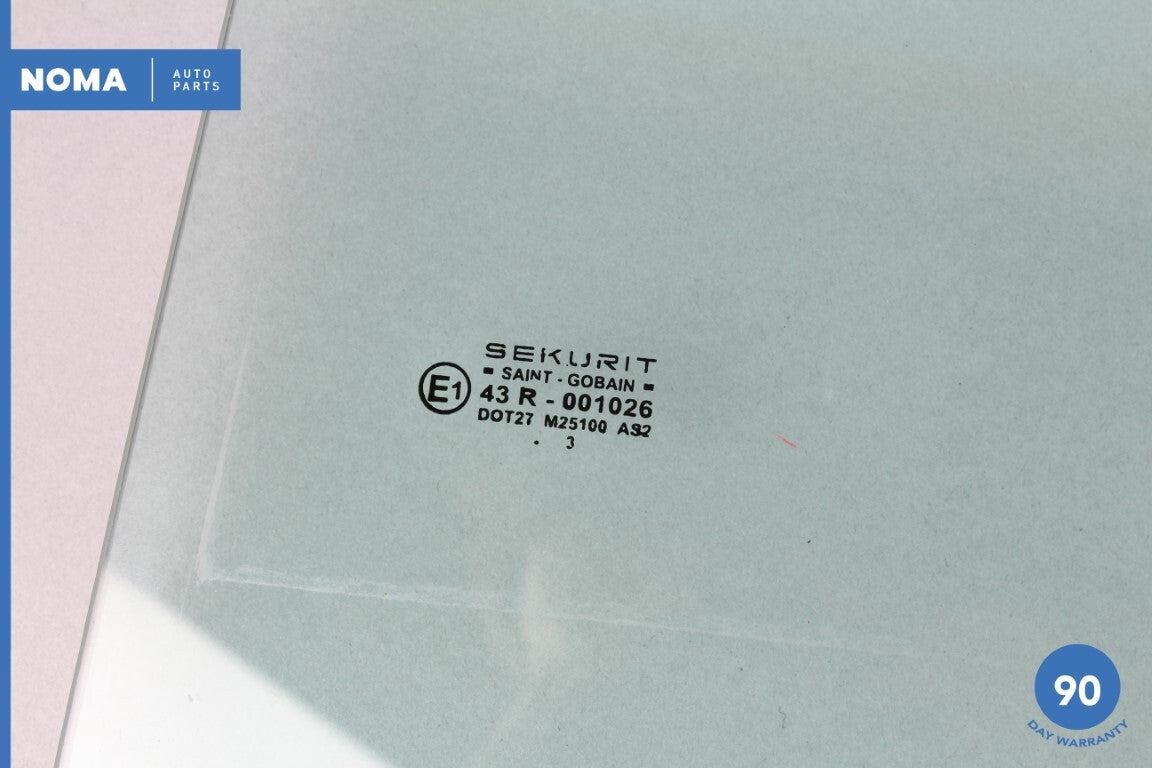 NOMA
AUTO
PARTS
SEKURIT
SAINT - GOBAIN
E1
43 R - 001026
DOT27 M25100 AS2
. 3
90
DAY WARRANTY